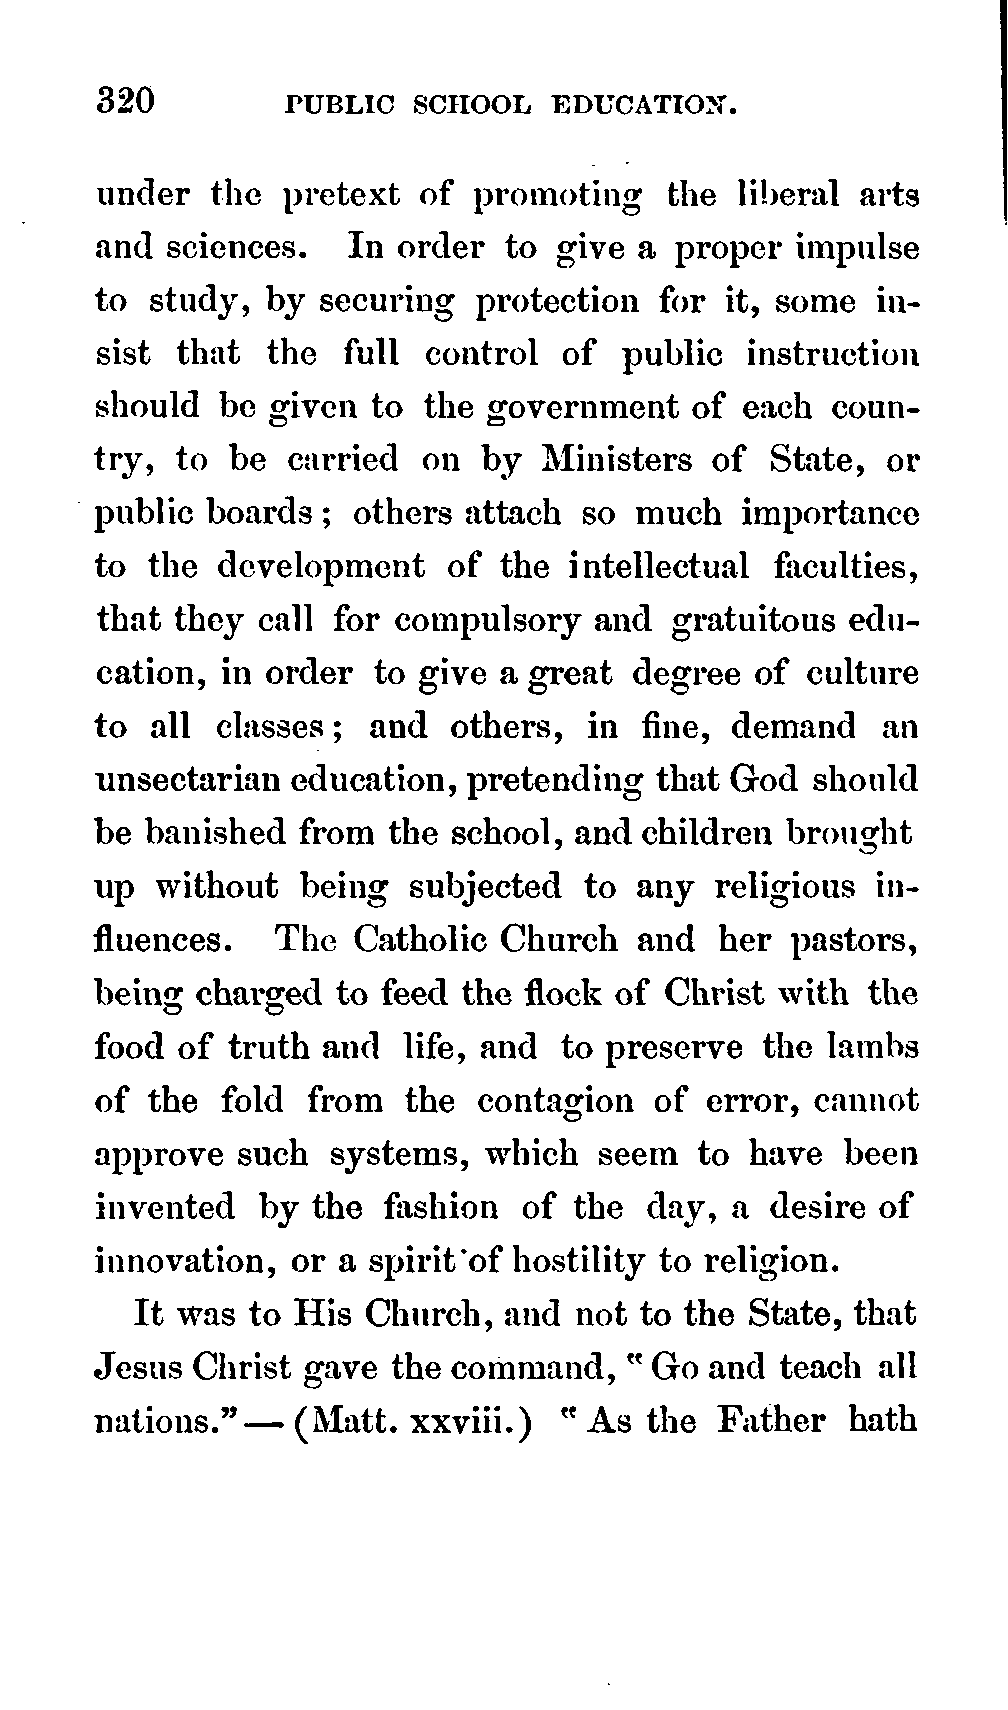 320 PUBLIC SCHOOL EDUCATION.
under the pretext of promoting the liberal arts
and sciences. In order to give a proper impulse
to study, by securing protection for it, some in-
sist that the full control of public instruction
should be given to the government of each coun-
try, to be carried on by Ministers of State, or
public boards; others attach so much importance
to the development of the intellectual faculties,
that they call for compulsory and gratuitous edu-
cation, in order to give a great degree of culture
to all classes; and others, in fine, demand an
unsectarian education, pretending that God should
be banished from the school, and children brought
up without being subjected to any religious in-
fluences. The Catholic Church and her pastors,
being charged to feed the flock of Christ with the
food of truth and life, and to preserve the lambs
of the fold from the contagion of error, cannot
approve such systems, which seem to have been
invented by the fashion of the day, a desire of
innovation, or a spirit of hostility to religion.
It was to His Church, and not to the State, that
Jesus Christ gave the command, "Go and teach all
nations."—(Matt. xxviii.) "As the Father hath